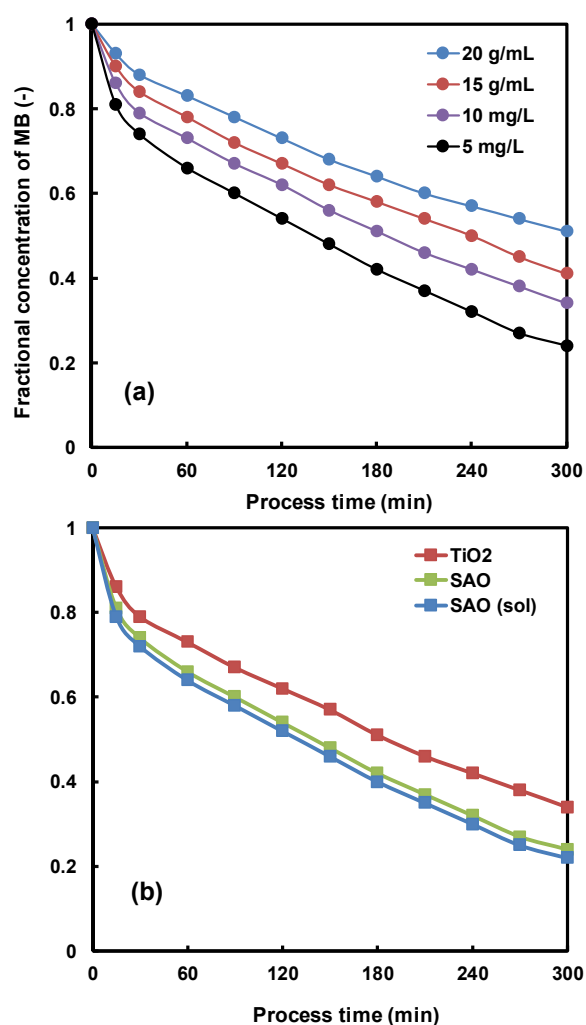 1
0.8
0.6
0.4
0.2
0
Fractional concentration of MB (-)
20 g/mL
15 g/mL
10 mg/L
5 mg/L
(a)
0 60 120 180 240 300
Process time (min)
1
0.8
0.6
0.4
0.2
0
TiO2
SAO
SAO (sol)
(b)
0 60 120 180 240 300
Process time (min)